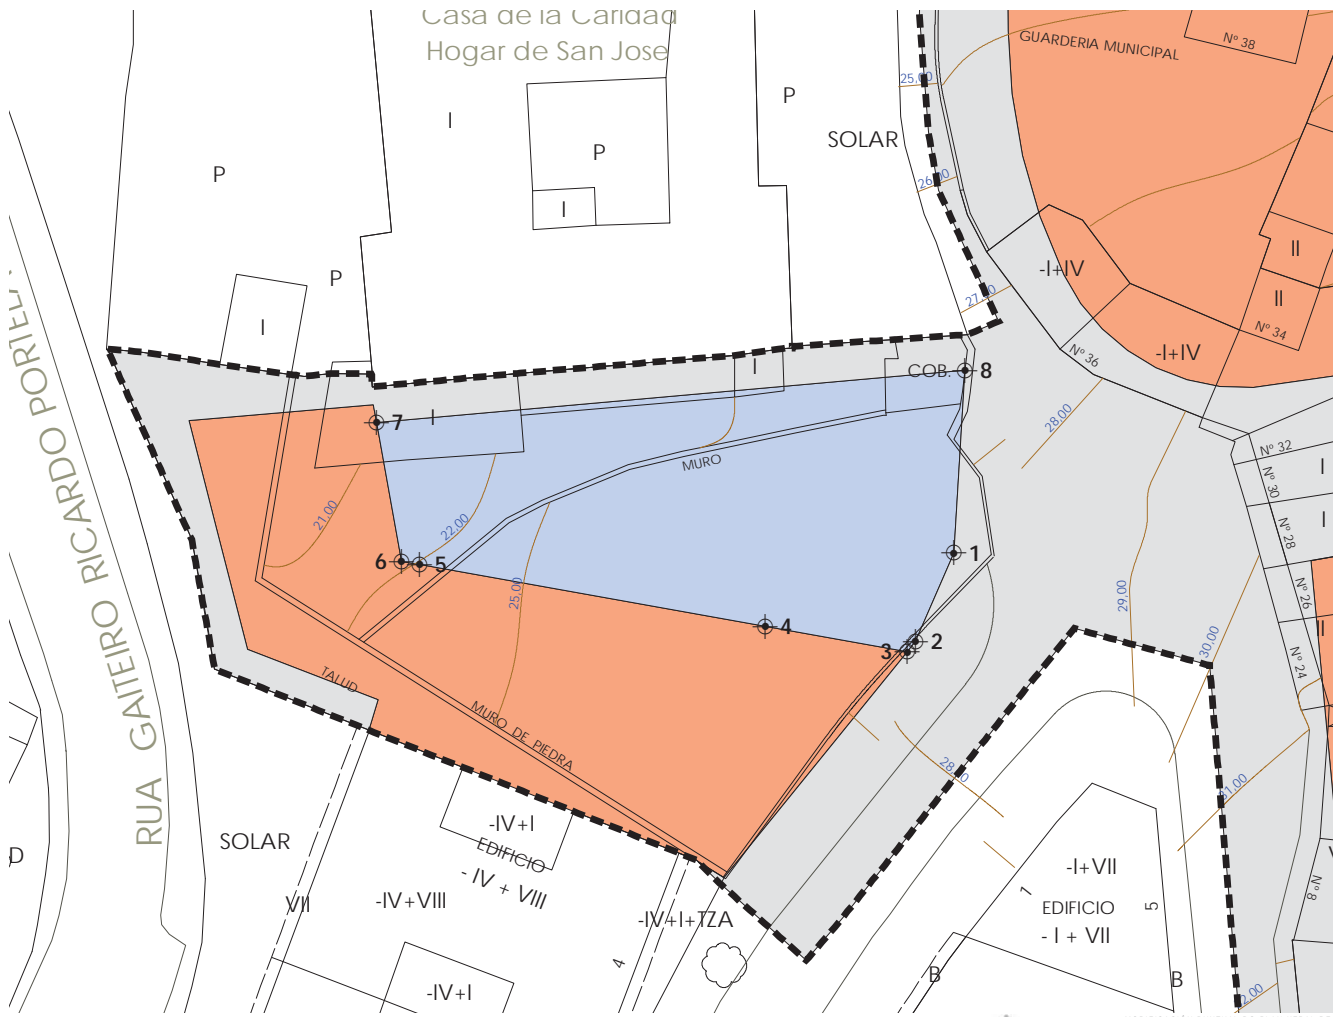 Casa de la Caridad
Hogar de San Jose
GUARDERIA MUNICIPAL
Nº 38
25,00
P
I
P
SOLAR
P
26,00
I
-I+IV
II
P
27,00
II
I
Nº 34
-I+IV
Nº 36
I
COB.
8
7
I
28,00
Nº 32
I
MURO
Nº 30
21,00
22,00
I
Nº 28
1
6
5
25,00
29,00
Nº 26
4
2
3
II
30,00
Nº 24
TALUD
MURO DE PIEDRA
RUA GAITEIRO RICARDO PORTELA
31,00
-IV+I
SOLAR
EDIFICIO
- IV + VIII
-I+VII
Nº 8
D
VII
-IV+VIII
-IV+I+TZA
1
EDIFICIO
5
- I + VII
4
B
B
-IV+I